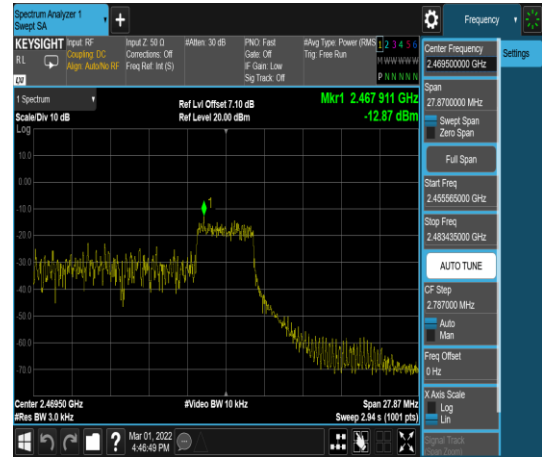 Spectrum Analyzer 1
Swept SA
+
Frequency
KEYSIGHT
RL
Input: RF
Coupling: DC
Align: Auto/No RF
Input Z: 50 Ω
Corrections: Off
Freq Ref: Int (S)
#Atten: 30 dB
PNO: Fast
Gate: Off
IF Gain: Low
Sig Track: Off
#Avg Type: Power (RMS
Trig: Free Run
1 2 3 4 5 6
M W W W W W
P N N N N N
1 Spectrum
Scale/Div 10 dB
Log
Ref Lvl Offset 7.10 dB
Ref Level 20.00 dBm
Mkr1 2.467 911 GHz
-12.87 dBm
1
10.0
0.00
-10.0
-20.0
-30.0
-40.0
-50.0
-60.0
-70.0
Center 2.46950 GHz
#Res BW 3.0 kHz
#Video BW 10 kHz
Span 27.87 MHz
Sweep 2.94 s (1001 pts)
?
Mar 01, 2022
4:46:49 PM
Center Frequency
2.469500000 GHz
Settings
Span
27.8700000 MHz
Swept Span
Zero Span
Full Span
Start Freq
2.455565000 GHz
Stop Freq
2.483435000 GHz
AUTO TUNE
CF Step
2.787000 MHz
Auto
Man
Freq Offset
0 Hz
X Axis Scale
Log
Lin
Signal Track
(Span Zoom)